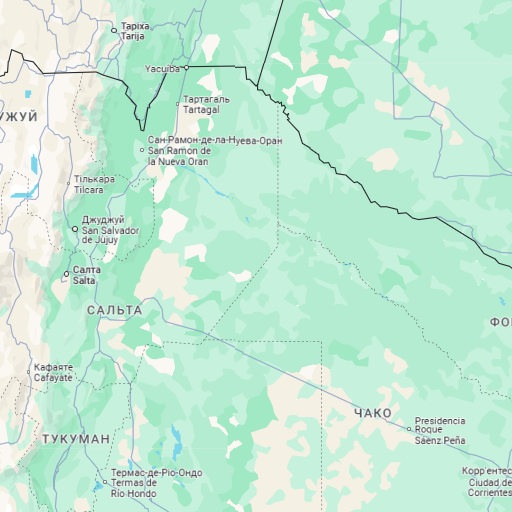 Таріха
Tarija
Yacuiba
Тартагаль
Tartagal
УЖУЙ
Сан-Рамон-де-ла-Нуева-Оран
San Ramon de
la Nueva Oran
Тількара
Tilcara
Джуджуй
San Salvador
de Jujuy
Салта
Salta
САЛЬТА
ФО
Кафаяте
Cafayate
ЧАКО
Presidencia
Roque
Sáenz Peña
ТУКУМАН
Термас-де-Ріо-Ондо
Termas de
Río Hondo
Корр'ентес
Ciudad de
Corrientes